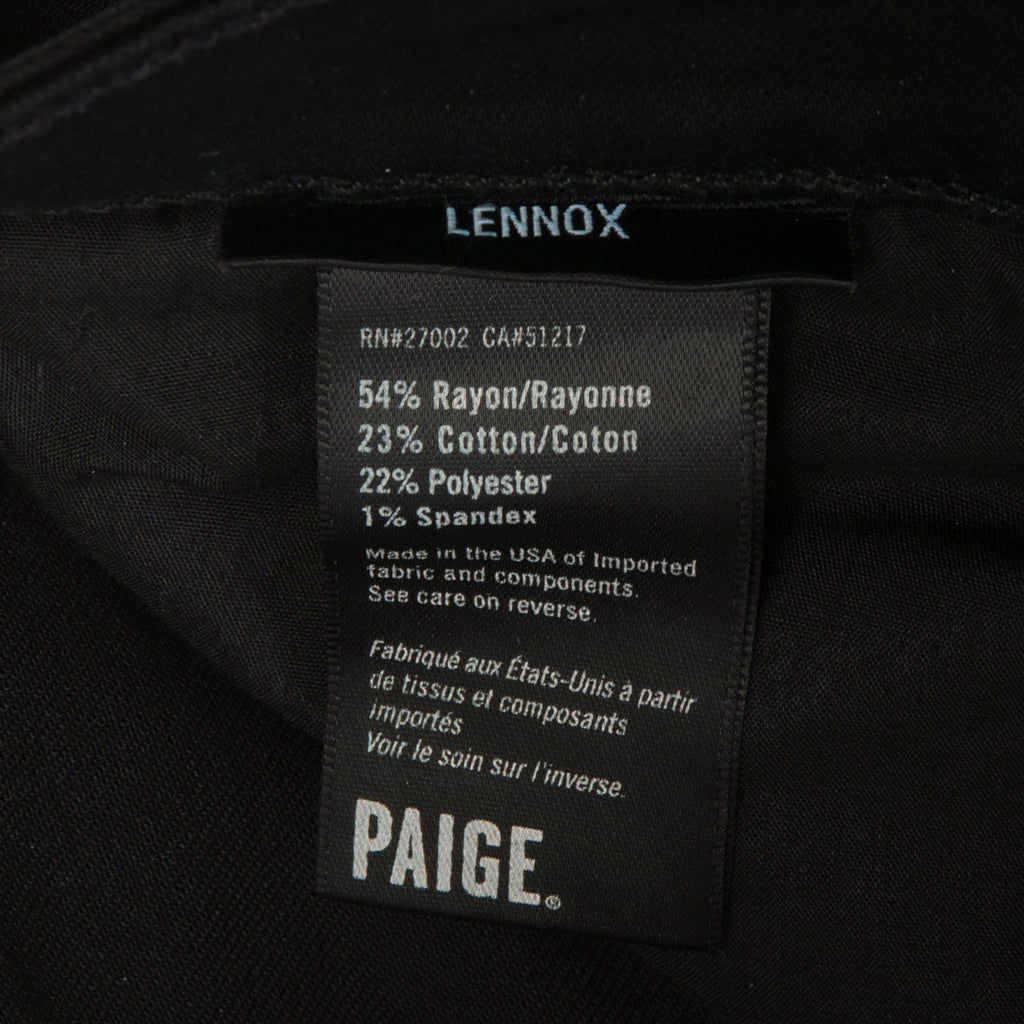 LENNOX
RN#27002 CA#51217
54% Rayon/Rayonne
23% Cotton/Coton
22% Polyester
1% Spandex
Made in the USA of Imported
fabric and components.
See care on reverse.
Fabriqué aux États-Unis à partir
de tissus et composants
importés
Voir le soin sur l'inverse.
PAIGE®